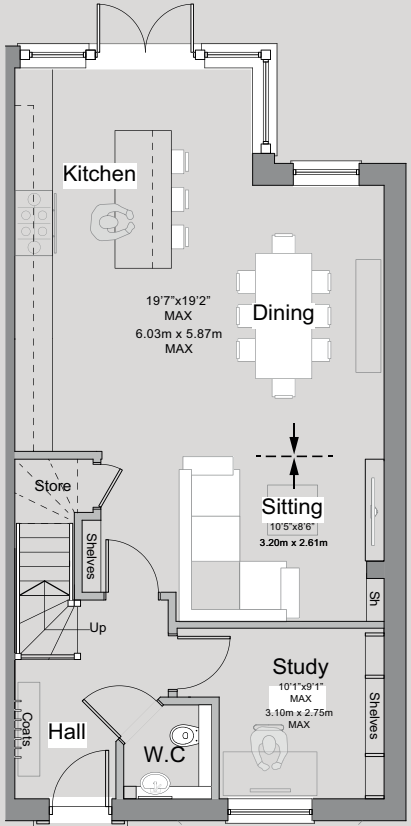 Kitchen
19'7"x19'2"
MAX
6.03m x 5.87m
MAX
Dining
Store
Sitting
10'5"x8'6"
3.20m x 2.61m
Shelves
Sh
Up
Study
10'1"x9'1"
MAX
3.10m x 2.75m
MAX
Shelves
Coats
Hall
W.C